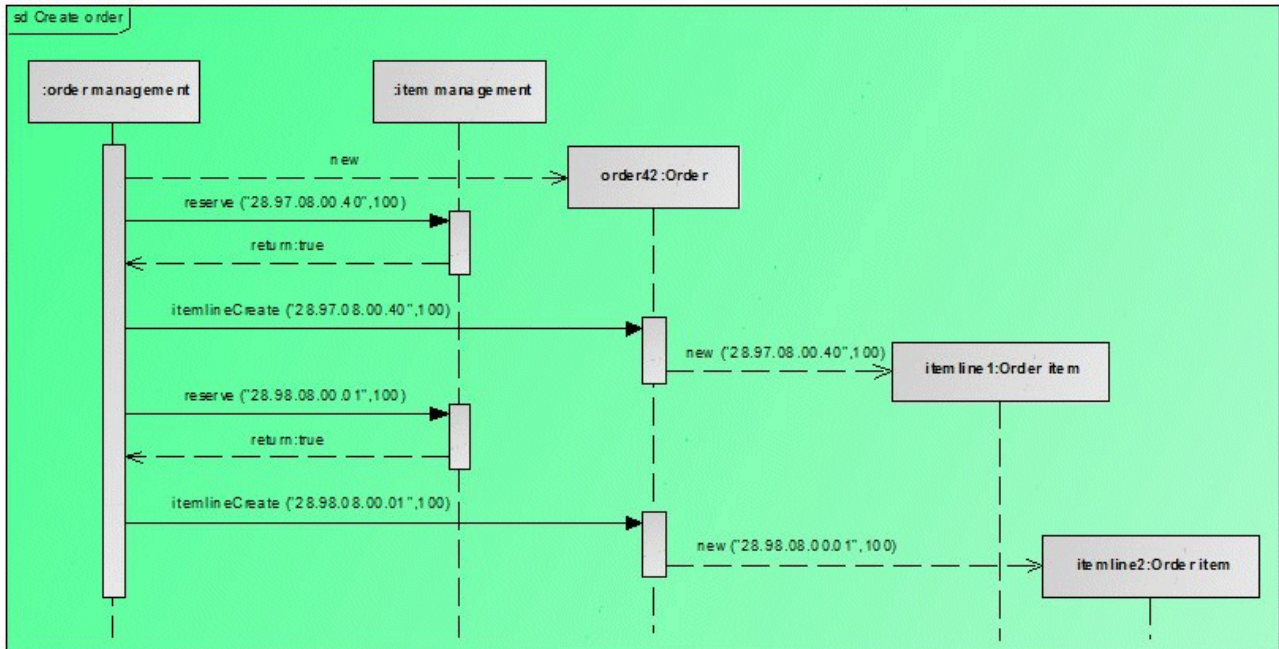 sd Create order
:order management
:item management
new
order42:Order
reserve ("28.97.08.00.40",100)
return:true
itemlineCreate ("28.97.08.00.40",100)
new ("28.97.08.00.40",100)
itemline1:Order item
reserve ("28.98.08.00.01",100)
return:true
itemlineCreate ("28.98.08.00.01",100)
new ("28.98.08.00.01",100)
itemline2:Order item